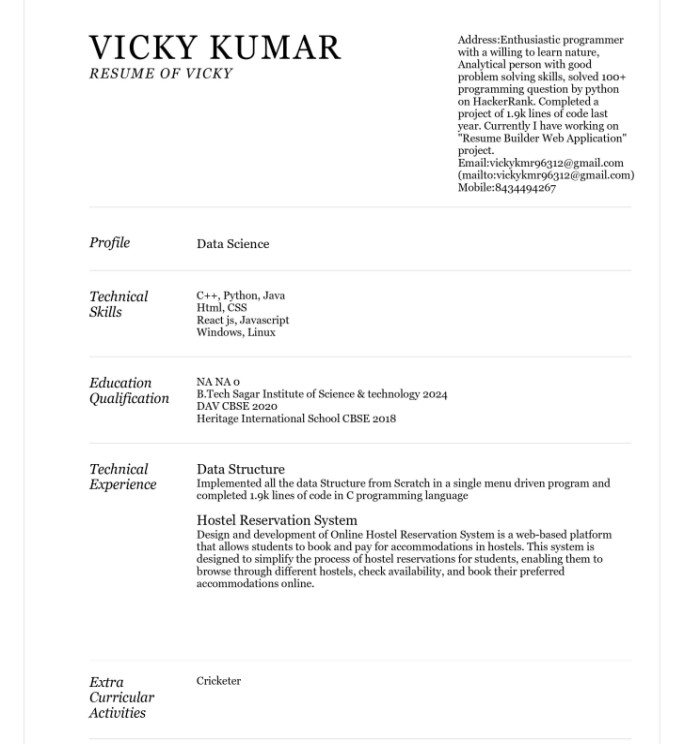 VICKY KUMAR
RESUME OF VICKY
Address:Enthusiastic programmer
with a willing to learn nature,
Analytical person with good
problem solving skills, solved 100+
programming question by python
on HackerRank. Completed a
project of 1.9k lines of code last
year. Currently I have working on
"Resume Builder Web Application"
project.
Email:vickykmr96312@gmail.com
(mailto:vickykmr96312@gmail.com)
Mobile:8434494267
Profile
Data Science
Technical
Skills
C++, Python, Java
Html, CSS
React js, Javascript
Windows, Linux
Education
Qualification
NA NA 0
B.Tech Sagar Institute of Science & technology 2024
DAV CBSE 2020
Heritage International School CBSE 2018
Technical
Experience
Data Structure
Implemented all the data Structure from Scratch in a single menu driven program and
completed 1.9k lines of code in C programming language
Hostel Reservation System
Design and development of Online Hostel Reservation System is a web-based platform
that allows students to book and pay for accommodations in hostels. This system is
designed to simplify the process of hostel reservations for students, enabling them to
browse through different hostels, check availability, and book their preferred
accommodations online.
Extra
Curricular
Activities
Cricketer